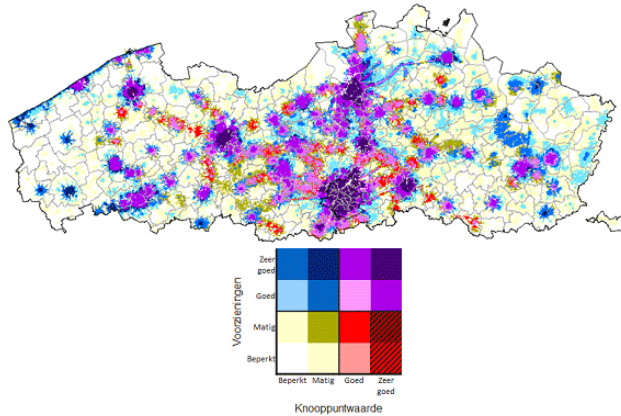 Zeer
goed
Goed
Matig
Beperkt
Voorzieningen
Beperkt Matig Goed Zeer
goed
Knooppuntwaarde